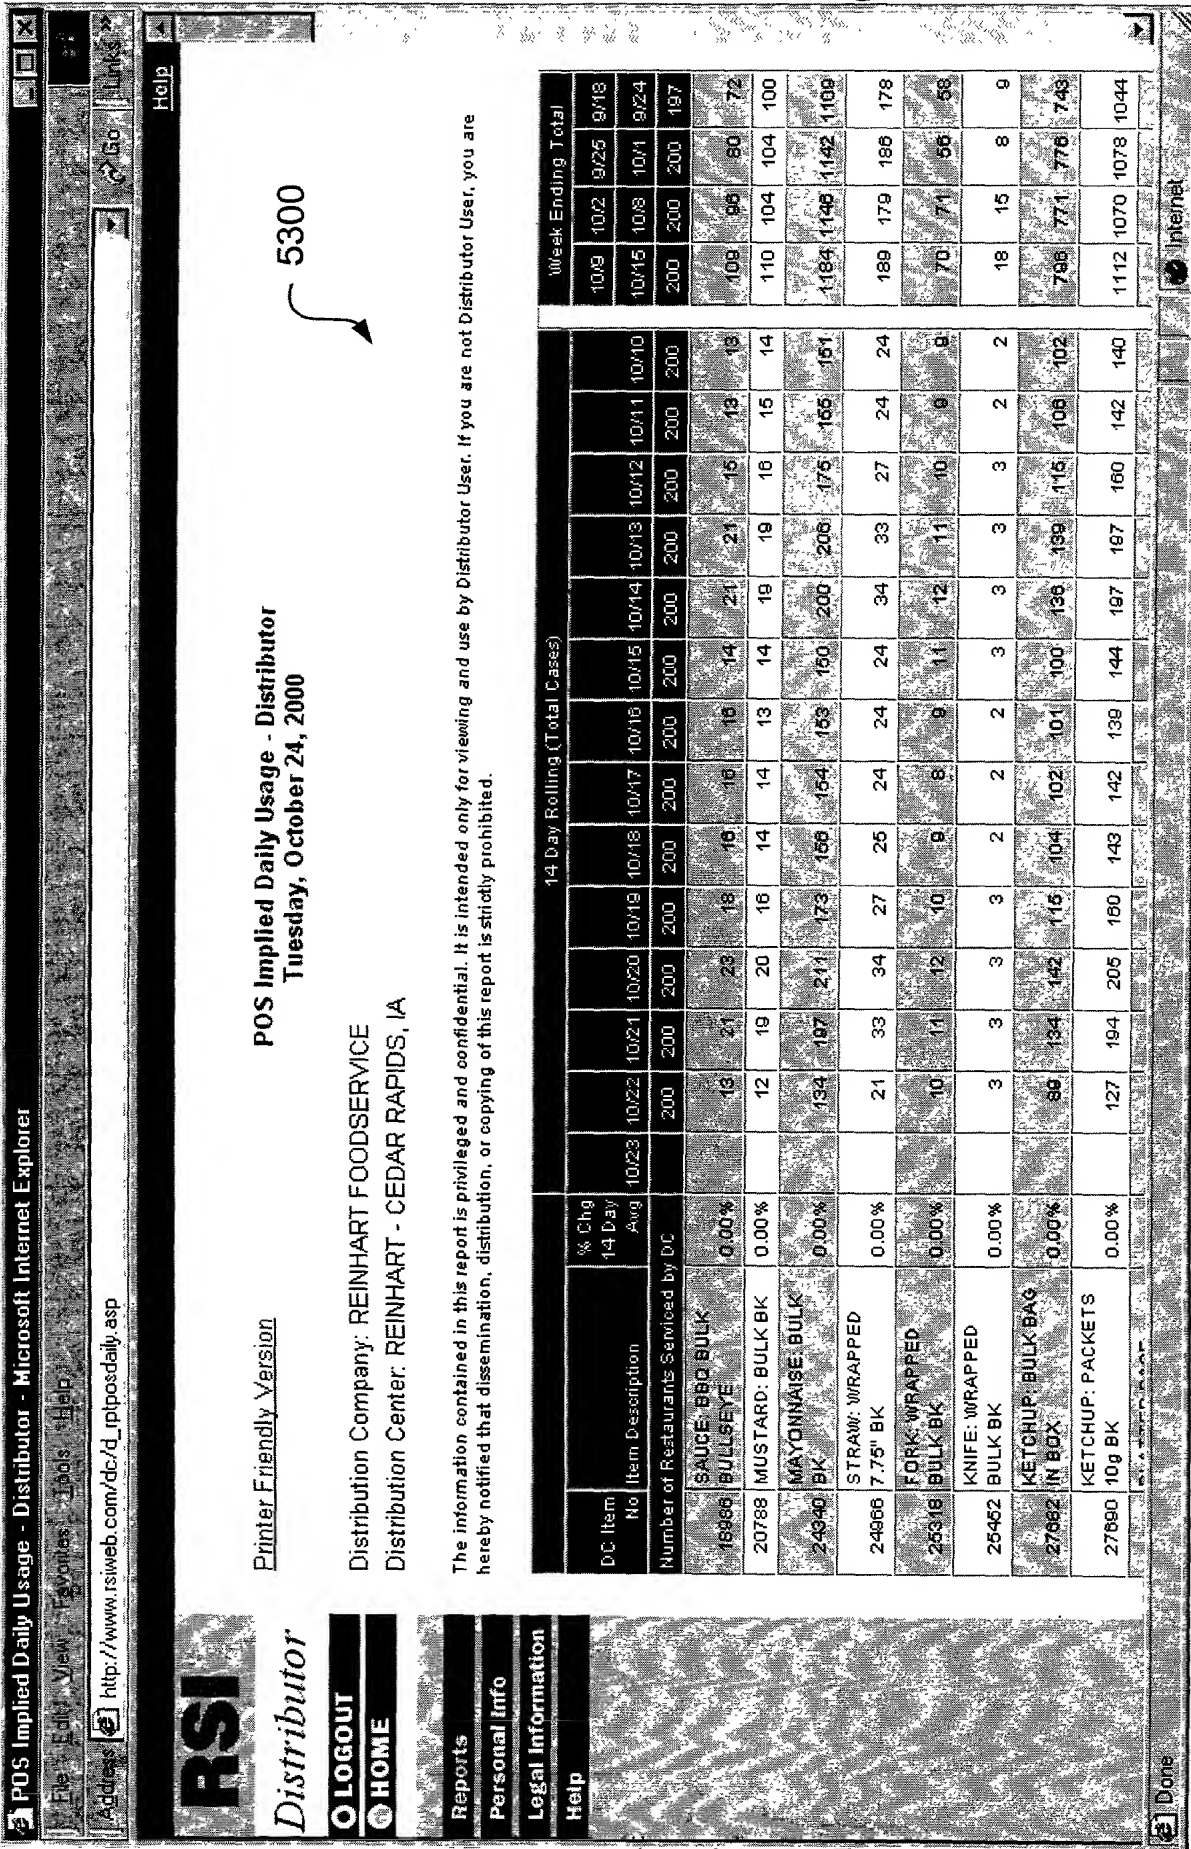 POS Implied Daily Usage - Distributor - Microsoft Internet Explorer
File Edit View Favorites Tools Help
Address http://www.rsiweb.com/dc/d_rptposdaily.asp Go Links »
Help
RSI
Distributor
LOGOUT
HOME
Reports
Personal Info
Legal Information
Help
Printer Friendly Version
POS Implied Daily Usage - Distributor
Tuesday, October 24, 2000
5300
Distribution Company: REINHART FOODSERVICE
Distribution Center: REINHART - CEDAR RAPIDS, IA
The information contained in this report is privileged and confidential. It is intended only for viewing and use by Distributor User. If you are not Distributor User, you are
hereby notified that dissemination, distribution, or copying of this report is strictly prohibited.
14 Day Rolling (Total Cases) Week Ending Total
% Chg 10/9 10/2 9/25 9/18
DC Item 14 Day
No Item Description Avg 10/23 10/22 10/21 10/20 10/19 10/18 10/17 10/16 10/15 10/14 10/13 10/12 10/11 10/10 10/15 10/8 10/1 9/24
Number of Restaurants Serviced by DC 200 200 200 200 200 200 200 200 200 200 200 200 200 200 200 200 197
SAUCE: BBQ BULK
BULLSEYE 0.00% 13 21 23 18 16 16 16 14 21 21 15 13 13 109 96 80 72
20788 MUSTARD: BULK BK 0.00% 12 19 20 16 14 14 13 14 19 19 16 15 14 110 104 104 100
MAYONNAISE: BULK
24340 BK 0.00% 134 197 211 173 156 154 153 150 200 206 175 155 151 1184 1146 1142 1109
STRAW: WRAPPED
24966 7.75" BK 0.00% 21 33 34 27 25 24 24 24 34 33 27 24 24 189 179 186 178
FORK: WRAPPED
25318 BULK BK 0.00% 10 11 12 10 9 8 9 11 12 11 10 9 9 70 71 56 58
KNIFE: WRAPPED
25452 BULK BK 0.00% 3 3 3 3 2 2 2 3 3 3 3 2 2 18 15 8 9
KETCHUP: BULK BAG
27682 IN BOX 0.00% 89 134 142 115 104 102 101 100 136 139 115 106 102 796 771 776 743
KETCHUP: PACKETS
27690 10g BK 0.00% 127 194 205 160 143 142 139 144 197 197 160 142 140 1112 1070 1078 1044
Done Internet